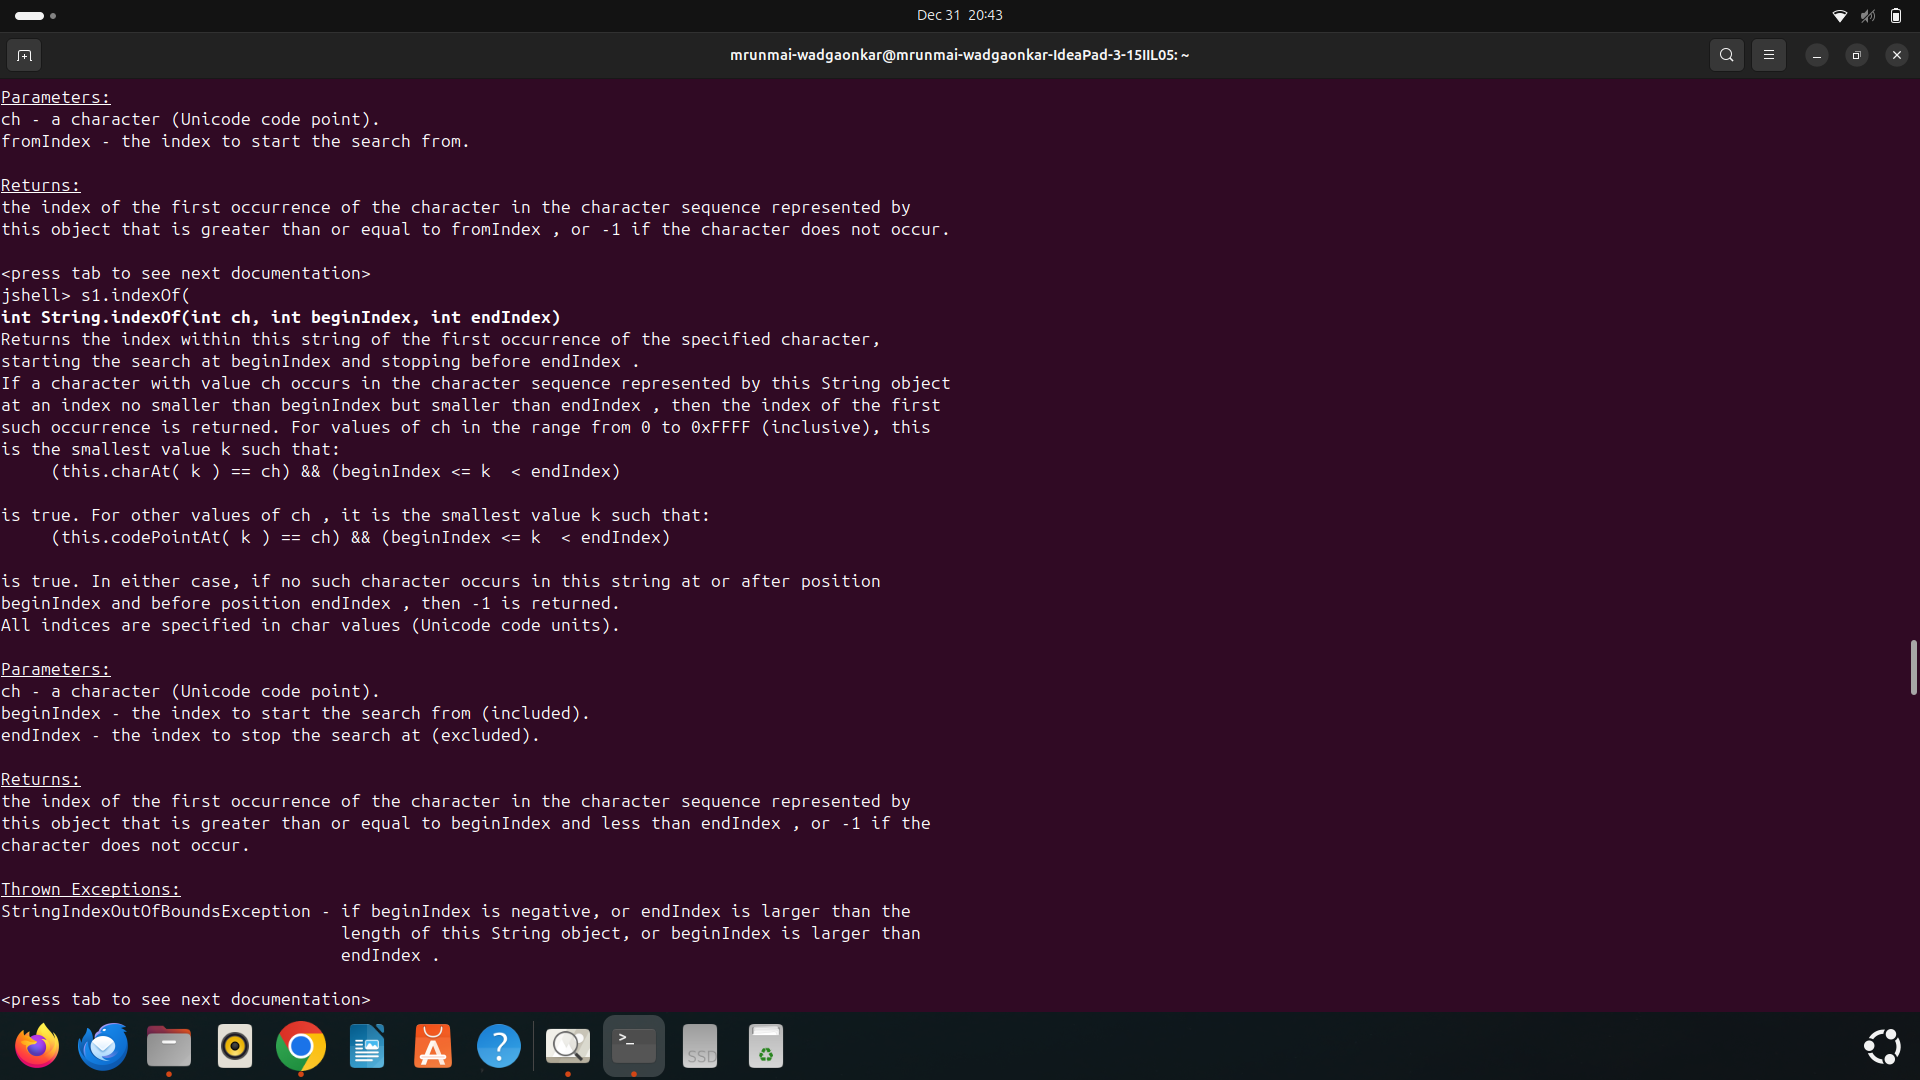 Dec 31 20:43
mrunmai-wadgaonkar@mrunmai-wadgaonkar-IdeaPad-3-15IIL05: ~
Parameters:
ch - a character (Unicode code point).
fromIndex - the index to start the search from.
Returns:
the index of the first occurrence of the character in the character sequence represented by
this object that is greater than or equal to fromIndex , or -1 if the character does not occur.
<press tab to see next documentation>
jshell> s1.indexOf(
int String.indexOf(int ch, int beginIndex, int endIndex)
Returns the index within this string of the first occurrence of the specified character,
starting the search at beginIndex and stopping before endIndex .
If a character with value ch occurs in the character sequence represented by this String object
at an index no smaller than beginIndex but smaller than endIndex , then the index of the first
such occurrence is returned. For values of ch in the range from 0 to 0xFFFF (inclusive), this
is the smallest value k such that:
(this.charAt( k ) == ch) && (beginIndex <= k  < endIndex)
is true. For other values of ch , it is the smallest value k such that:
(this.codePointAt( k ) == ch) && (beginIndex <= k  < endIndex)
is true. In either case, if no such character occurs in this string at or after position
beginIndex and before position endIndex , then -1 is returned.
All indices are specified in char values (Unicode code units).
Parameters:
ch - a character (Unicode code point).
beginIndex - the index to start the search from (included).
endIndex - the index to stop the search at (excluded).
Returns:
the index of the first occurrence of the character in the character sequence represented by
this object that is greater than or equal to beginIndex and less than endIndex , or -1 if the
character does not occur.
Thrown Exceptions:
StringIndexOutOfBoundsException - if beginIndex is negative, or endIndex is larger than the
length of this String object, or beginIndex is larger than
endIndex .
<press tab to see next documentation>
>_
SSD